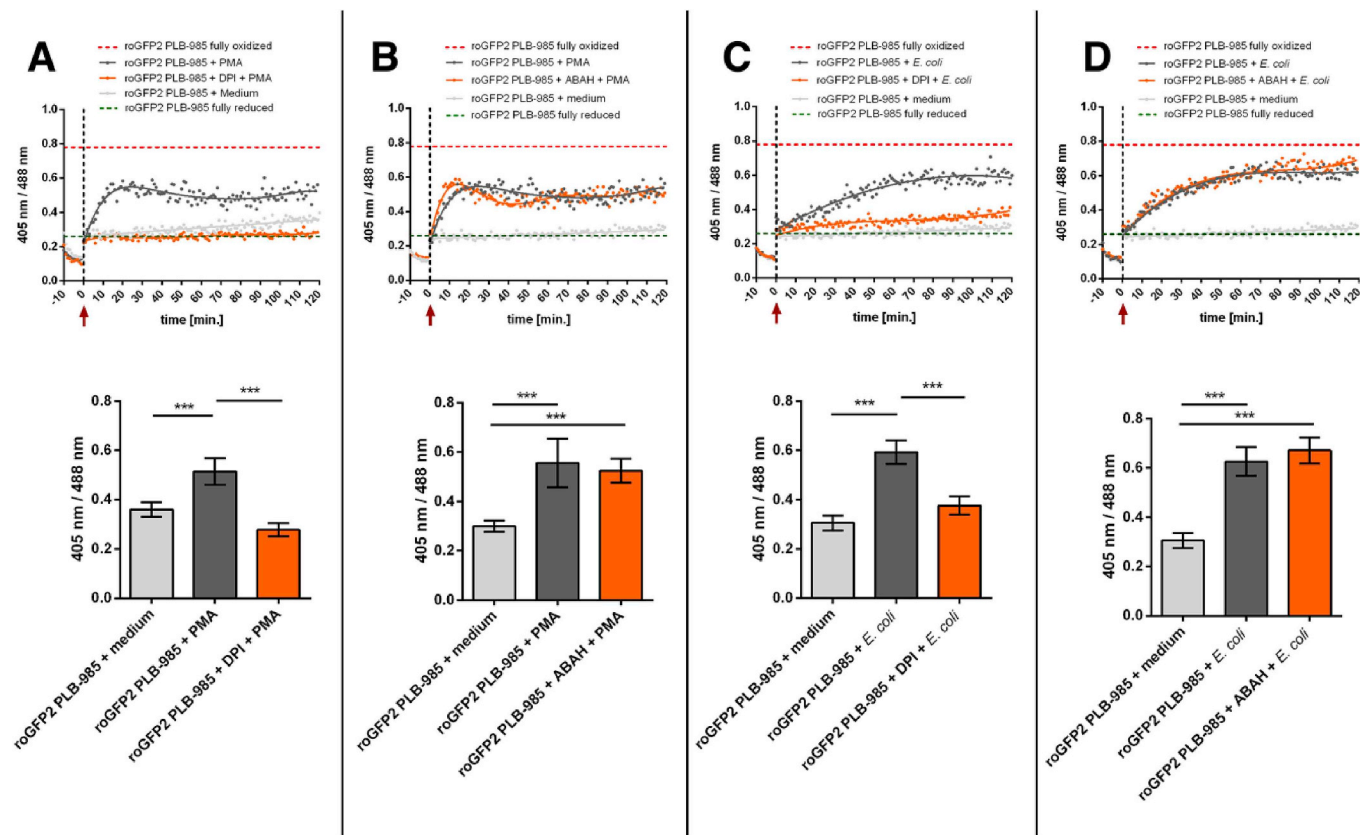 A
roGFP2 PLB-985 fully oxidized
roGFP2 PLB-985 + PMA
roGFP2 PLB-985 + DPI + PMA
roGFP2 PLB-985 + Medium
roGFP2 PLB-985 fully reduced
405 nm / 488 nm
1.0
0.8
0.6
0.4
0.2
0.0
-10 0 10 20 30 40 50 60 70 80 90 100 110 120
time [min.]
405 nm / 488 nm
0.8
0.6
0.4
0.2
0.0
*** ***
roGFP2 PLB-985 + medium
roGFP2 PLB-985 + PMA
roGFP2 PLB-985 + DPI + PMA
B
roGFP2 PLB-985 fully oxidized
roGFP2 PLB-985 + PMA
roGFP2 PLB-985 + ABAH + PMA
roGFP2 PLB-985 + medium
roGFP2 PLB-985 fully reduced
405 nm / 488 nm
1.0
0.8
0.6
0.4
0.2
0.0
-10 0 10 20 30 40 50 60 70 80 90 100 110 120
time [min.]
405 nm / 488 nm
0.8
0.6
0.4
0.2
0.0
***
***
roGFP2 PLB-985 + medium
roGFP2 PLB-985 + PMA
roGFP2 PLB-985 + ABAH + PMA
C
roGFP2 PLB-985 fully oxidized
roGFP2 PLB-985 + E. coli
roGFP2 PLB-985 + DPI + E. coli
roGFP2 PLB-985 + medium
roGFP2 PLB-985 fully reduced
405 nm / 488 nm
1.0
0.8
0.6
0.4
0.2
0.0
-10 0 10 20 30 40 50 60 70 80 90 100 110 120
time [min.]
405 nm / 488 nm
0.8
0.6
0.4
0.2
0.0
*** ***
roGFP2 PLB-985 + medium
roGFP2 PLB-985 + E. coli
roGFP2 PLB-985 + DPI + E. coli
D
roGFP2 PLB-985 fully oxidized
roGFP2 PLB-985 + E. coli
roGFP2 PLB-985 + ABAH + E. coli
roGFP2 PLB-985 + medium
roGFP2 PLB-985 fully reduced
405 nm / 488 nm
1.0
0.8
0.6
0.4
0.2
0.0
-10 0 10 20 30 40 50 60 70 80 90 100 110 120
time [min.]
405 nm / 488 nm
0.8
0.6
0.4
0.2
0.0
***
***
roGFP2 PLB-985 + medium
roGFP2 PLB-985 + E. coli
roGFP2 PLB-985 + ABAH + E. coli